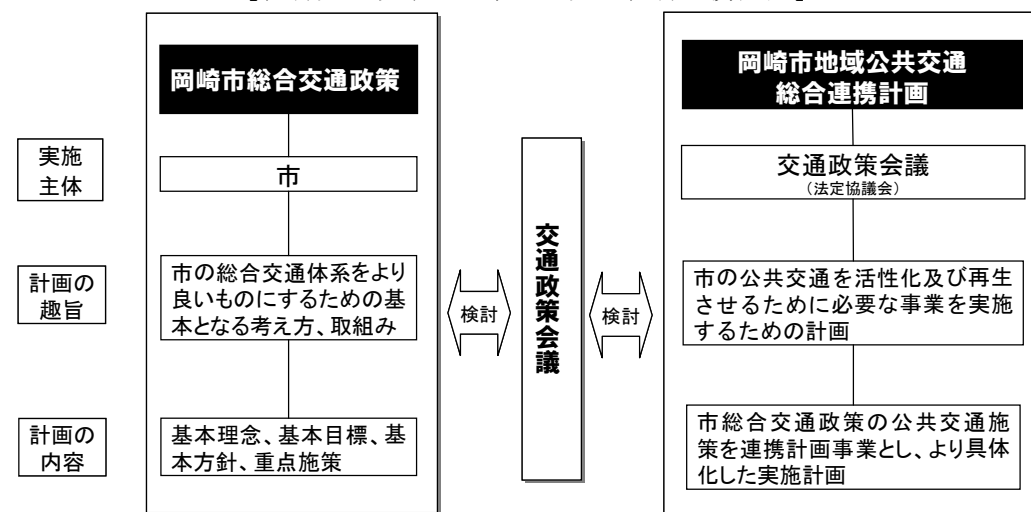 岡崎市総合交通政策
岡崎市地域公共交通
総合連携計画
実施
主体
市
交通政策会議
(法定協議会)
計画の
趣旨
市の総合交通体系をより
良いものにするための基
本となる考え方、取組み
検討
交通政策会議
検討
市の公共交通を活性化及び再生
させるために必要な事業を実施
するための計画
計画の
内容
基本理念、基本目標、基
本方針、重点施策
市総合交通政策の公共交通施
策を連携計画事業とし、より具体
化した実施計画